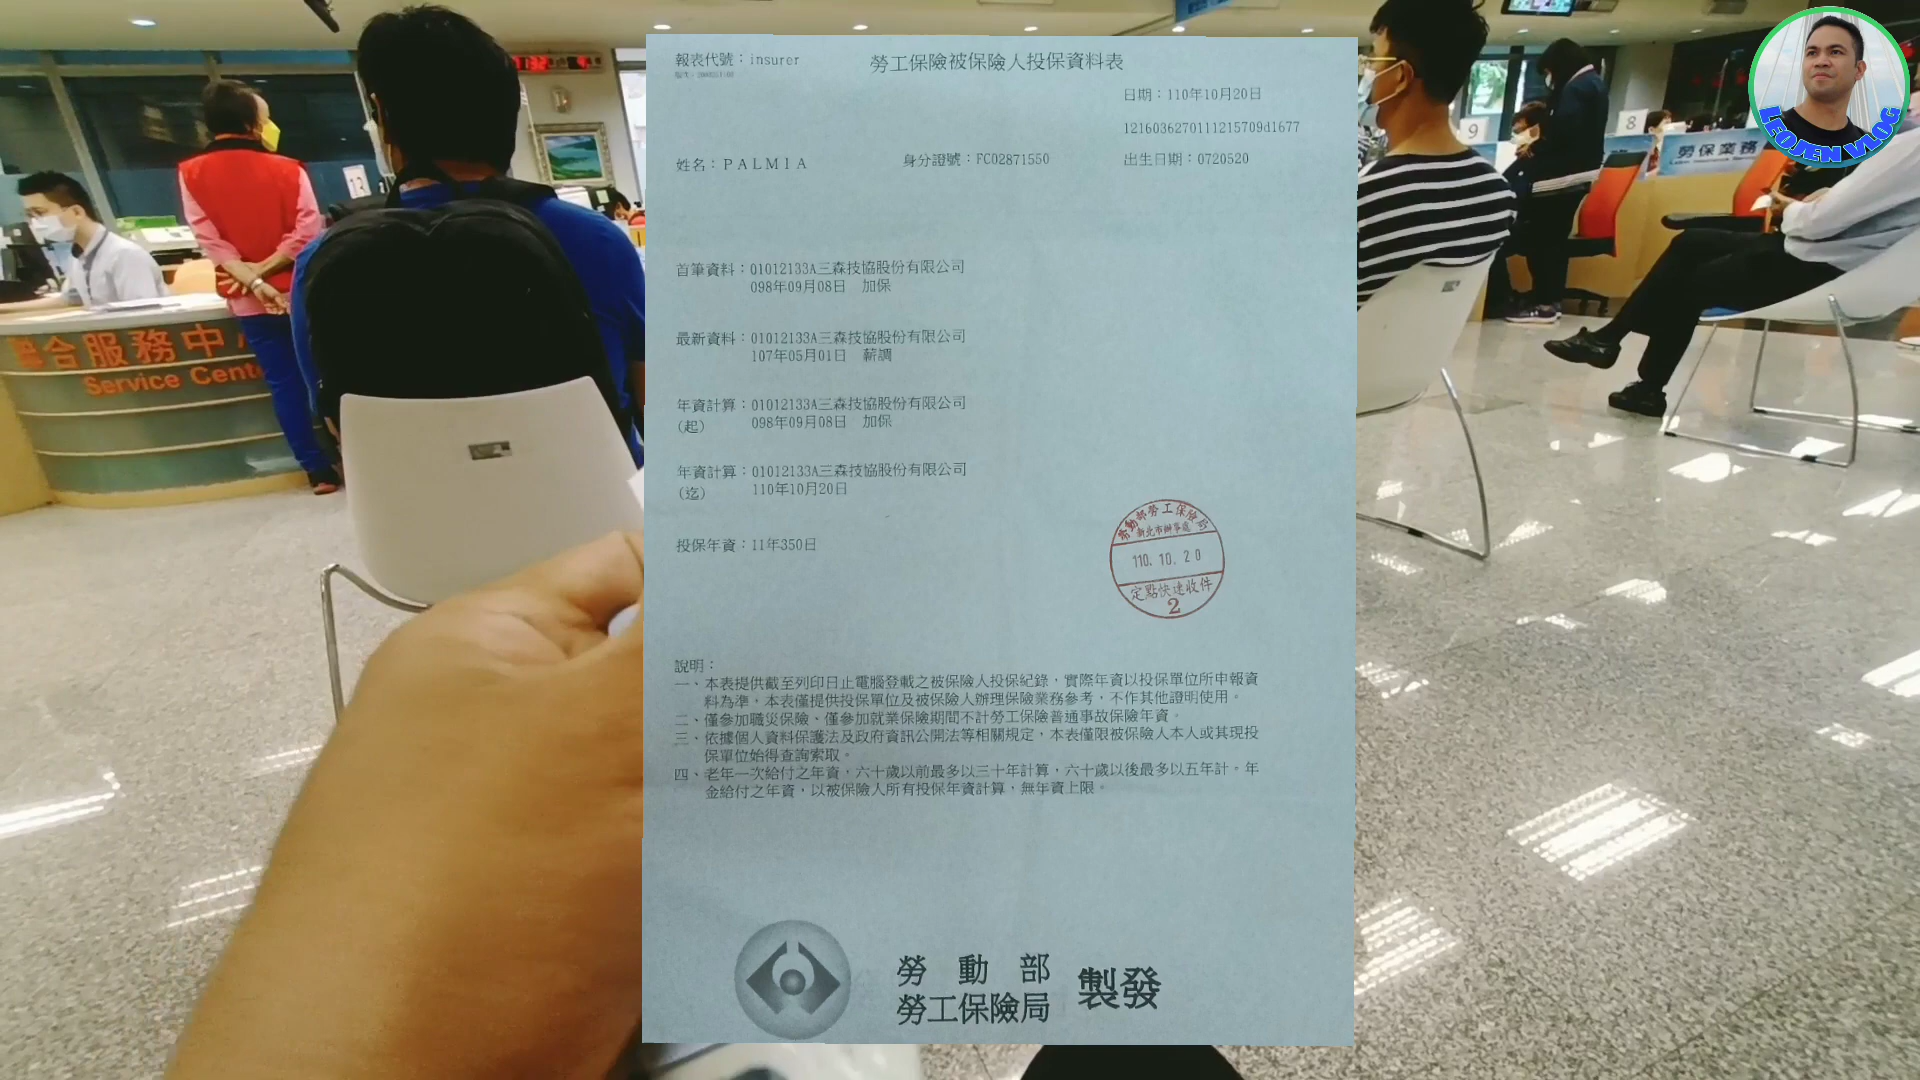 報表代號：insurer
勞工保險被保險人投保資料表
日期：110年10月20日
1216036270111215709d1677
姓名：PALMIA
身分證號：FC02871550
出生日期：0720520
首筆資料：01012133A三森技協股份有限公司
098年09月08日 加保
最新資料：01012133A三森技協股份有限公司
107年05月01日 薪調
年資計算：01012133A三森技協股份有限公司
(起) 098年09月08日 加保
年資計算：01012133A三森技協股份有限公司
(迄) 110年10月20日
投保年資：11年350日
勞動部勞工保險局
新北市辦事處
110.10.20
定點快速收件
2
說明：
一、本表提供截至列印日止電腦登載之被保險人投保紀錄，實際年資以投保單位所申報資
料為準，本表僅提供投保單位及被保險人辦理保險業務參考，不作其他證明使用。
二、僅參加職災保險、僅參加就業保險期間不計勞工保險普通事故保險年資。
三、依據個人資料保護法及政府資訊公開法等相關規定，本表僅限被保險人本人或其現投
保單位始得查詢索取。
四、老年一次給付之年資，六十歲以前最多以三十年計算，六十歲以後最多以五年計。年
金給付之年資，以被保險人所有投保年資計算，無年資上限。
勞動部
勞工保險局
製發
聯合服務中
Service Cente
13
9
8
勞保業務
LEOJEN VLOG